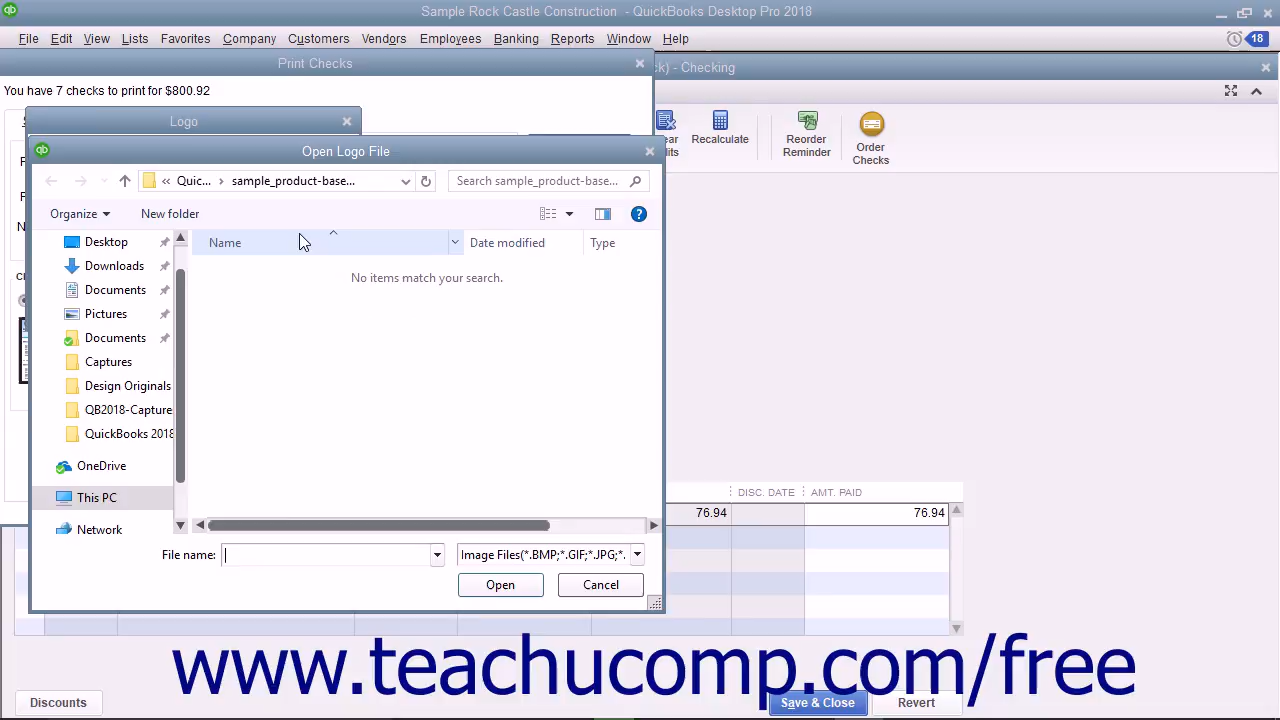 Sample Rock Castle Construction - QuickBooks Desktop Pro 2018
File Edit View Lists Favorites Company Customers Vendors Employees Banking Reports Window Help
18
Print Checks
k) - Checking
You have 7 checks to print for $800.92
Logo
Recalculate
Reorder
Reminder
Order
Checks
Open Logo File
« Quic... › sample_product-base...
Search sample_product-base...
Organize
New folder
Name
Date modified
Type
No items match your search.
Desktop
Downloads
Documents
Pictures
Documents
Captures
Design Originals
QB2018-Capture
QuickBooks 2018
OneDrive
This PC
Network
DISC. DATE
AMT. PAID
76.94
76.94
File name:
Image Files(*.BMP;*.GIF;*.JPG;*.
Open
Cancel
www.teachucomp.com/free
Discounts
Save & Close
Revert